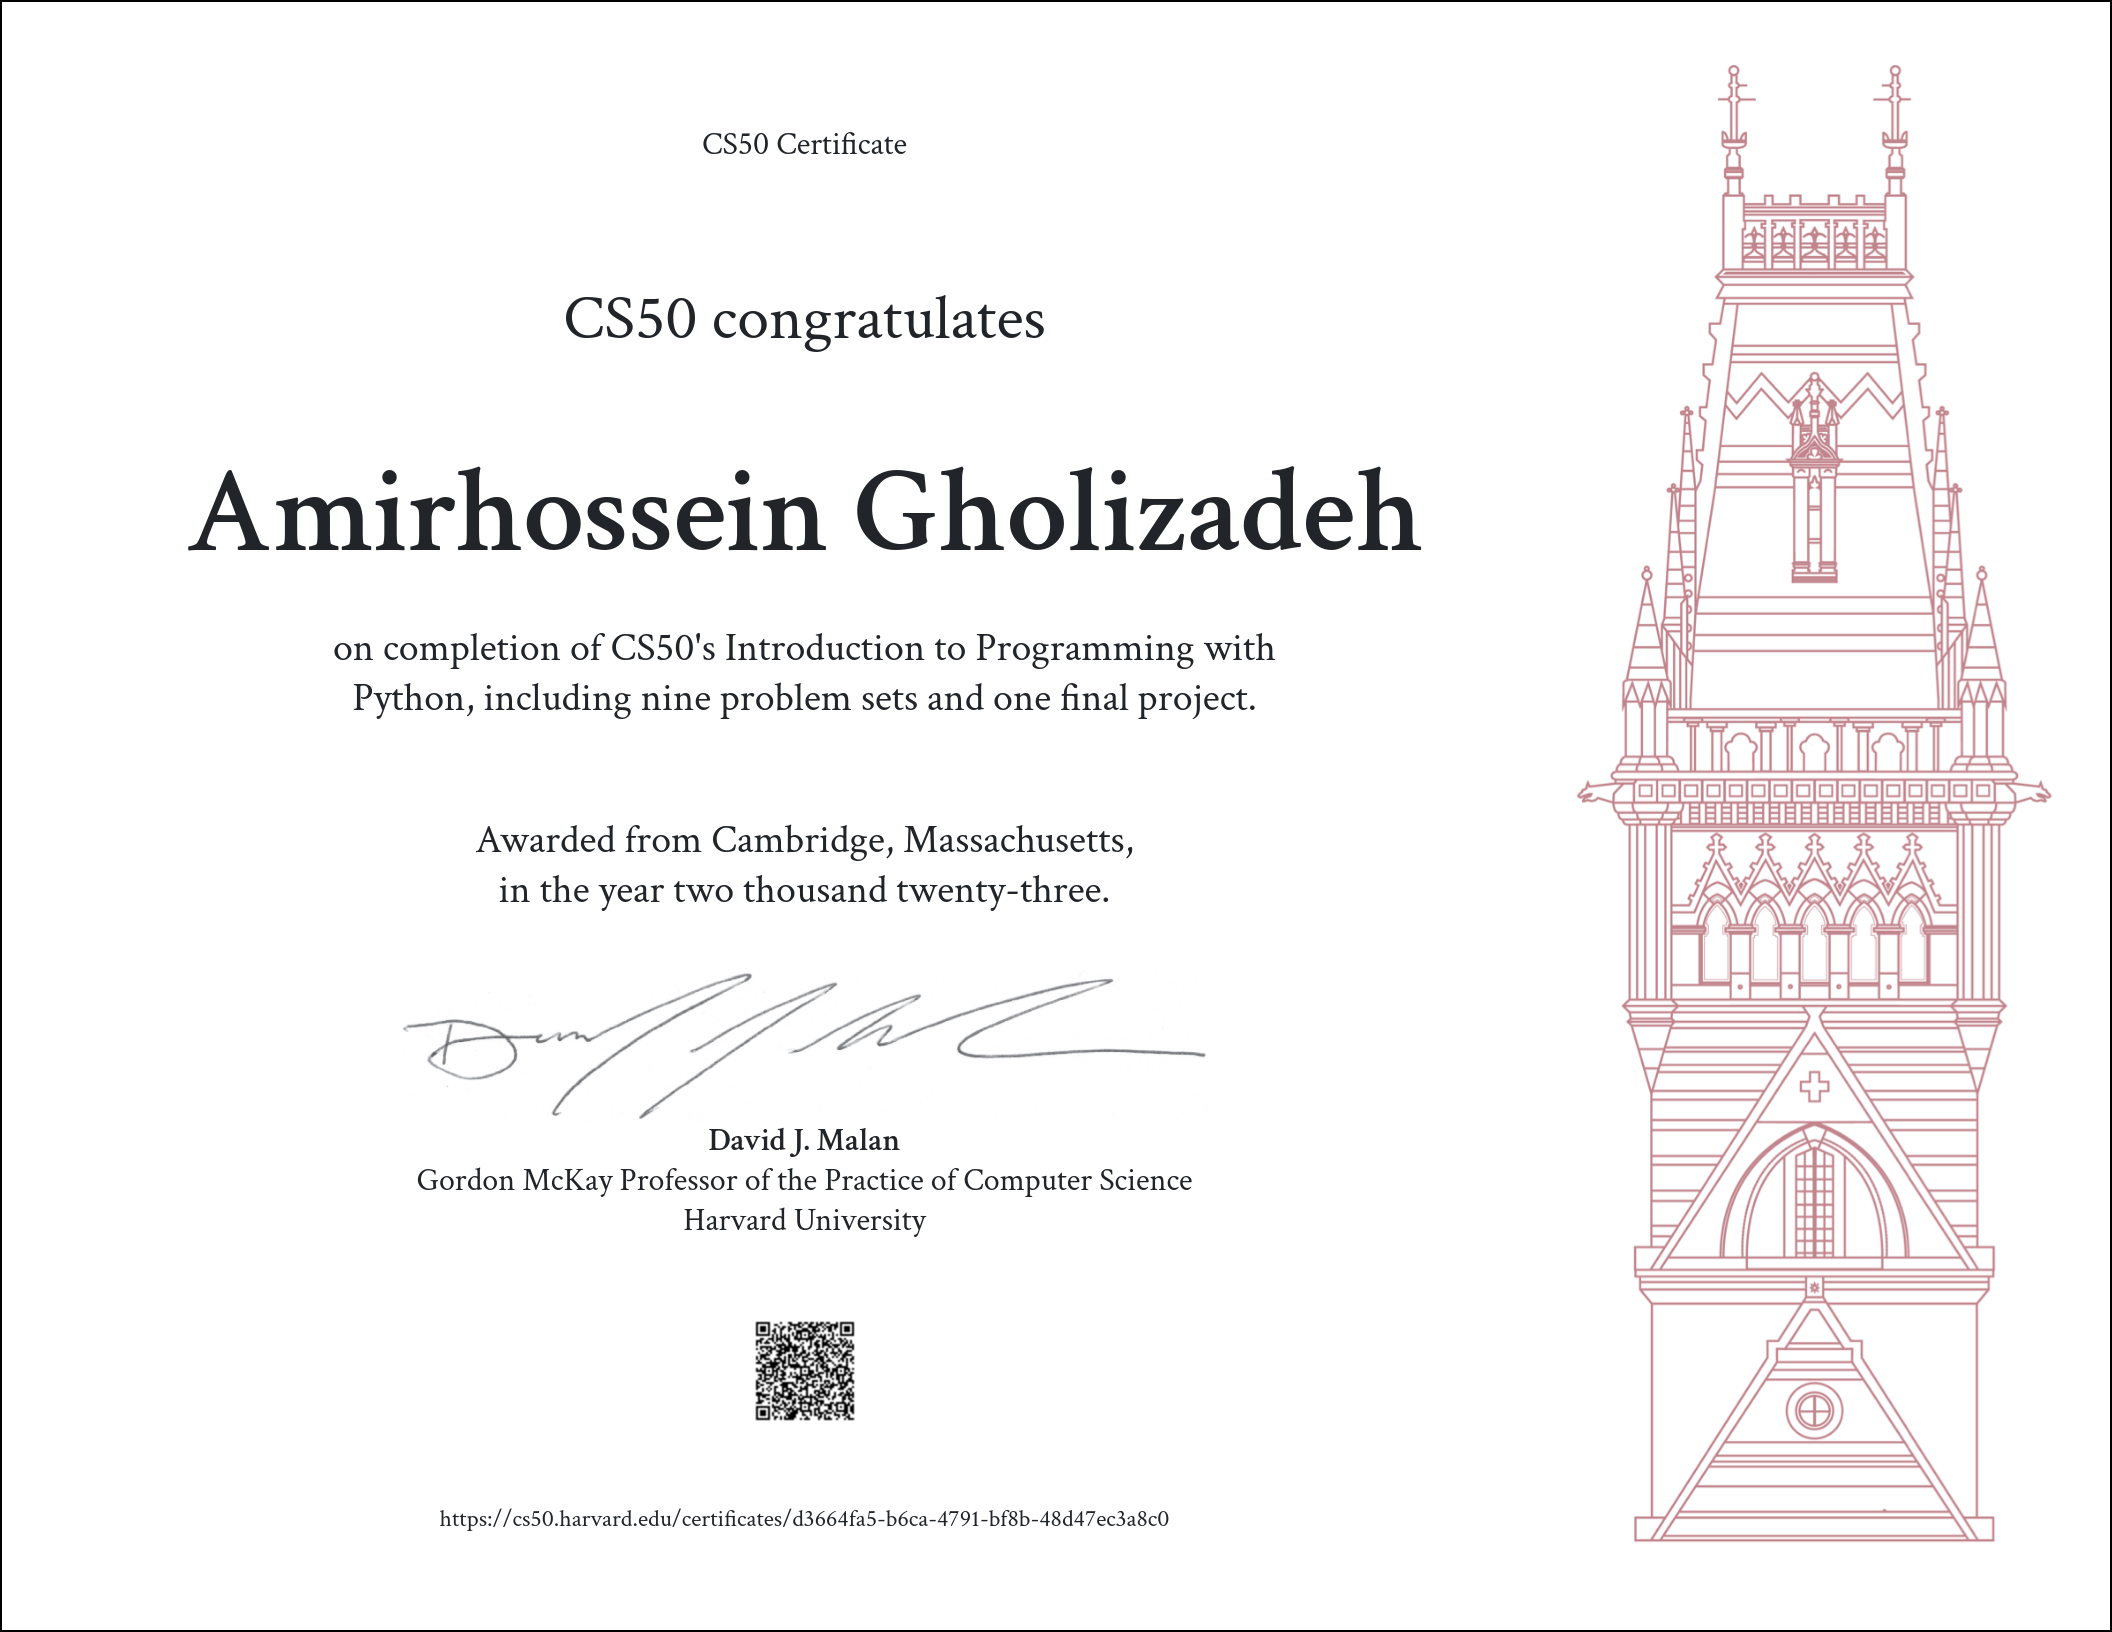 CS50 Certificate
CS50 congratulates
Amirhossein Gholizadeh
on completion of CS50's Introduction to Programming with
Python, including nine problem sets and one final project.
Awarded from Cambridge, Massachusetts,
in the year two thousand twenty-three.
David J. Malan
Gordon McKay Professor of the Practice of Computer Science
Harvard University
https://cs50.harvard.edu/certificates/d3664fa5-b6ca-4791-bf8b-48d47ec3a8c0